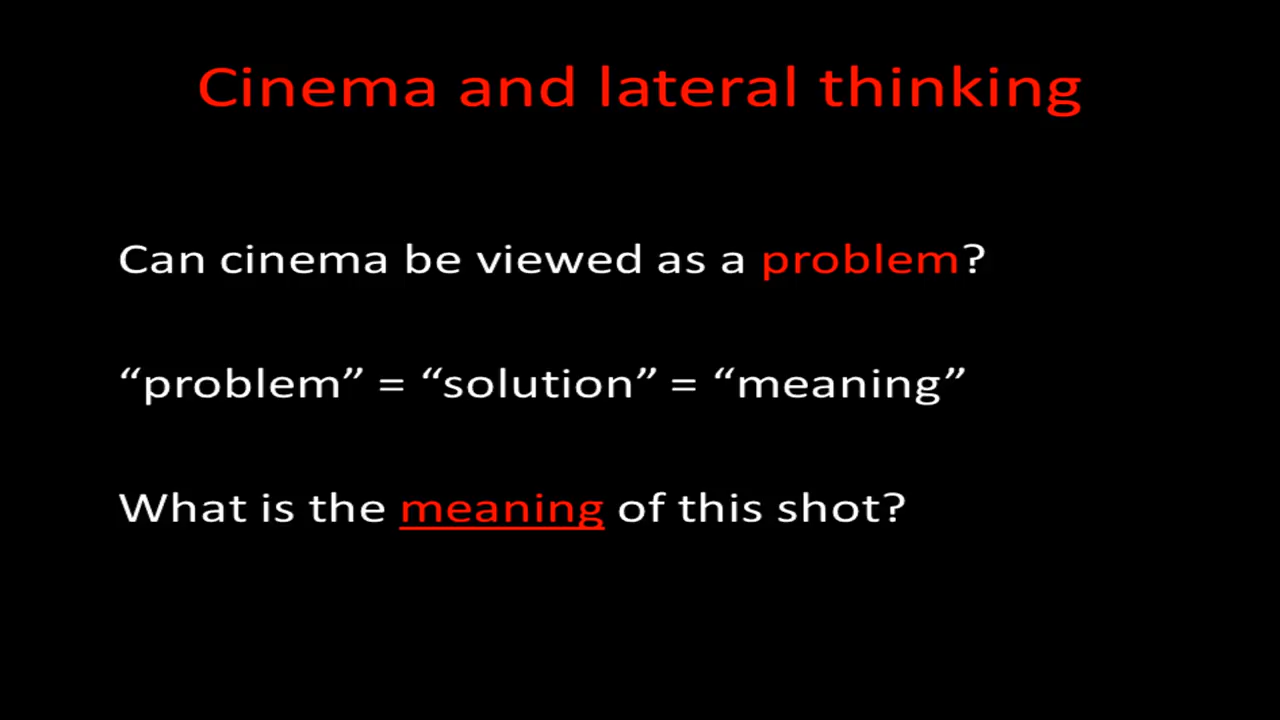 Cinema and lateral thinking
Can cinema be viewed as a problem?
“problem” = “solution” = “meaning”
What is the meaning of this shot?